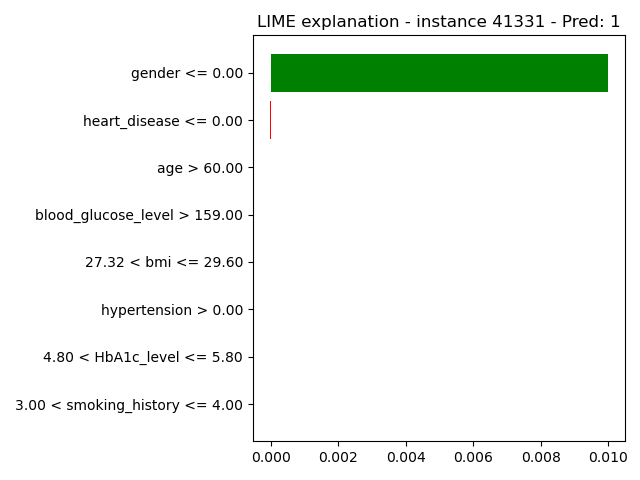 LIME explanation - instance 41331 - Pred: 1
gender <= 0.00
heart_disease <= 0.00
age > 60.00
blood_glucose_level > 159.00
27.32 < bmi <= 29.60
hypertension > 0.00
4.80 < HbA1c_level <= 5.80
3.00 < smoking_history <= 4.00
0.000 0.002 0.004 0.006 0.008 0.010